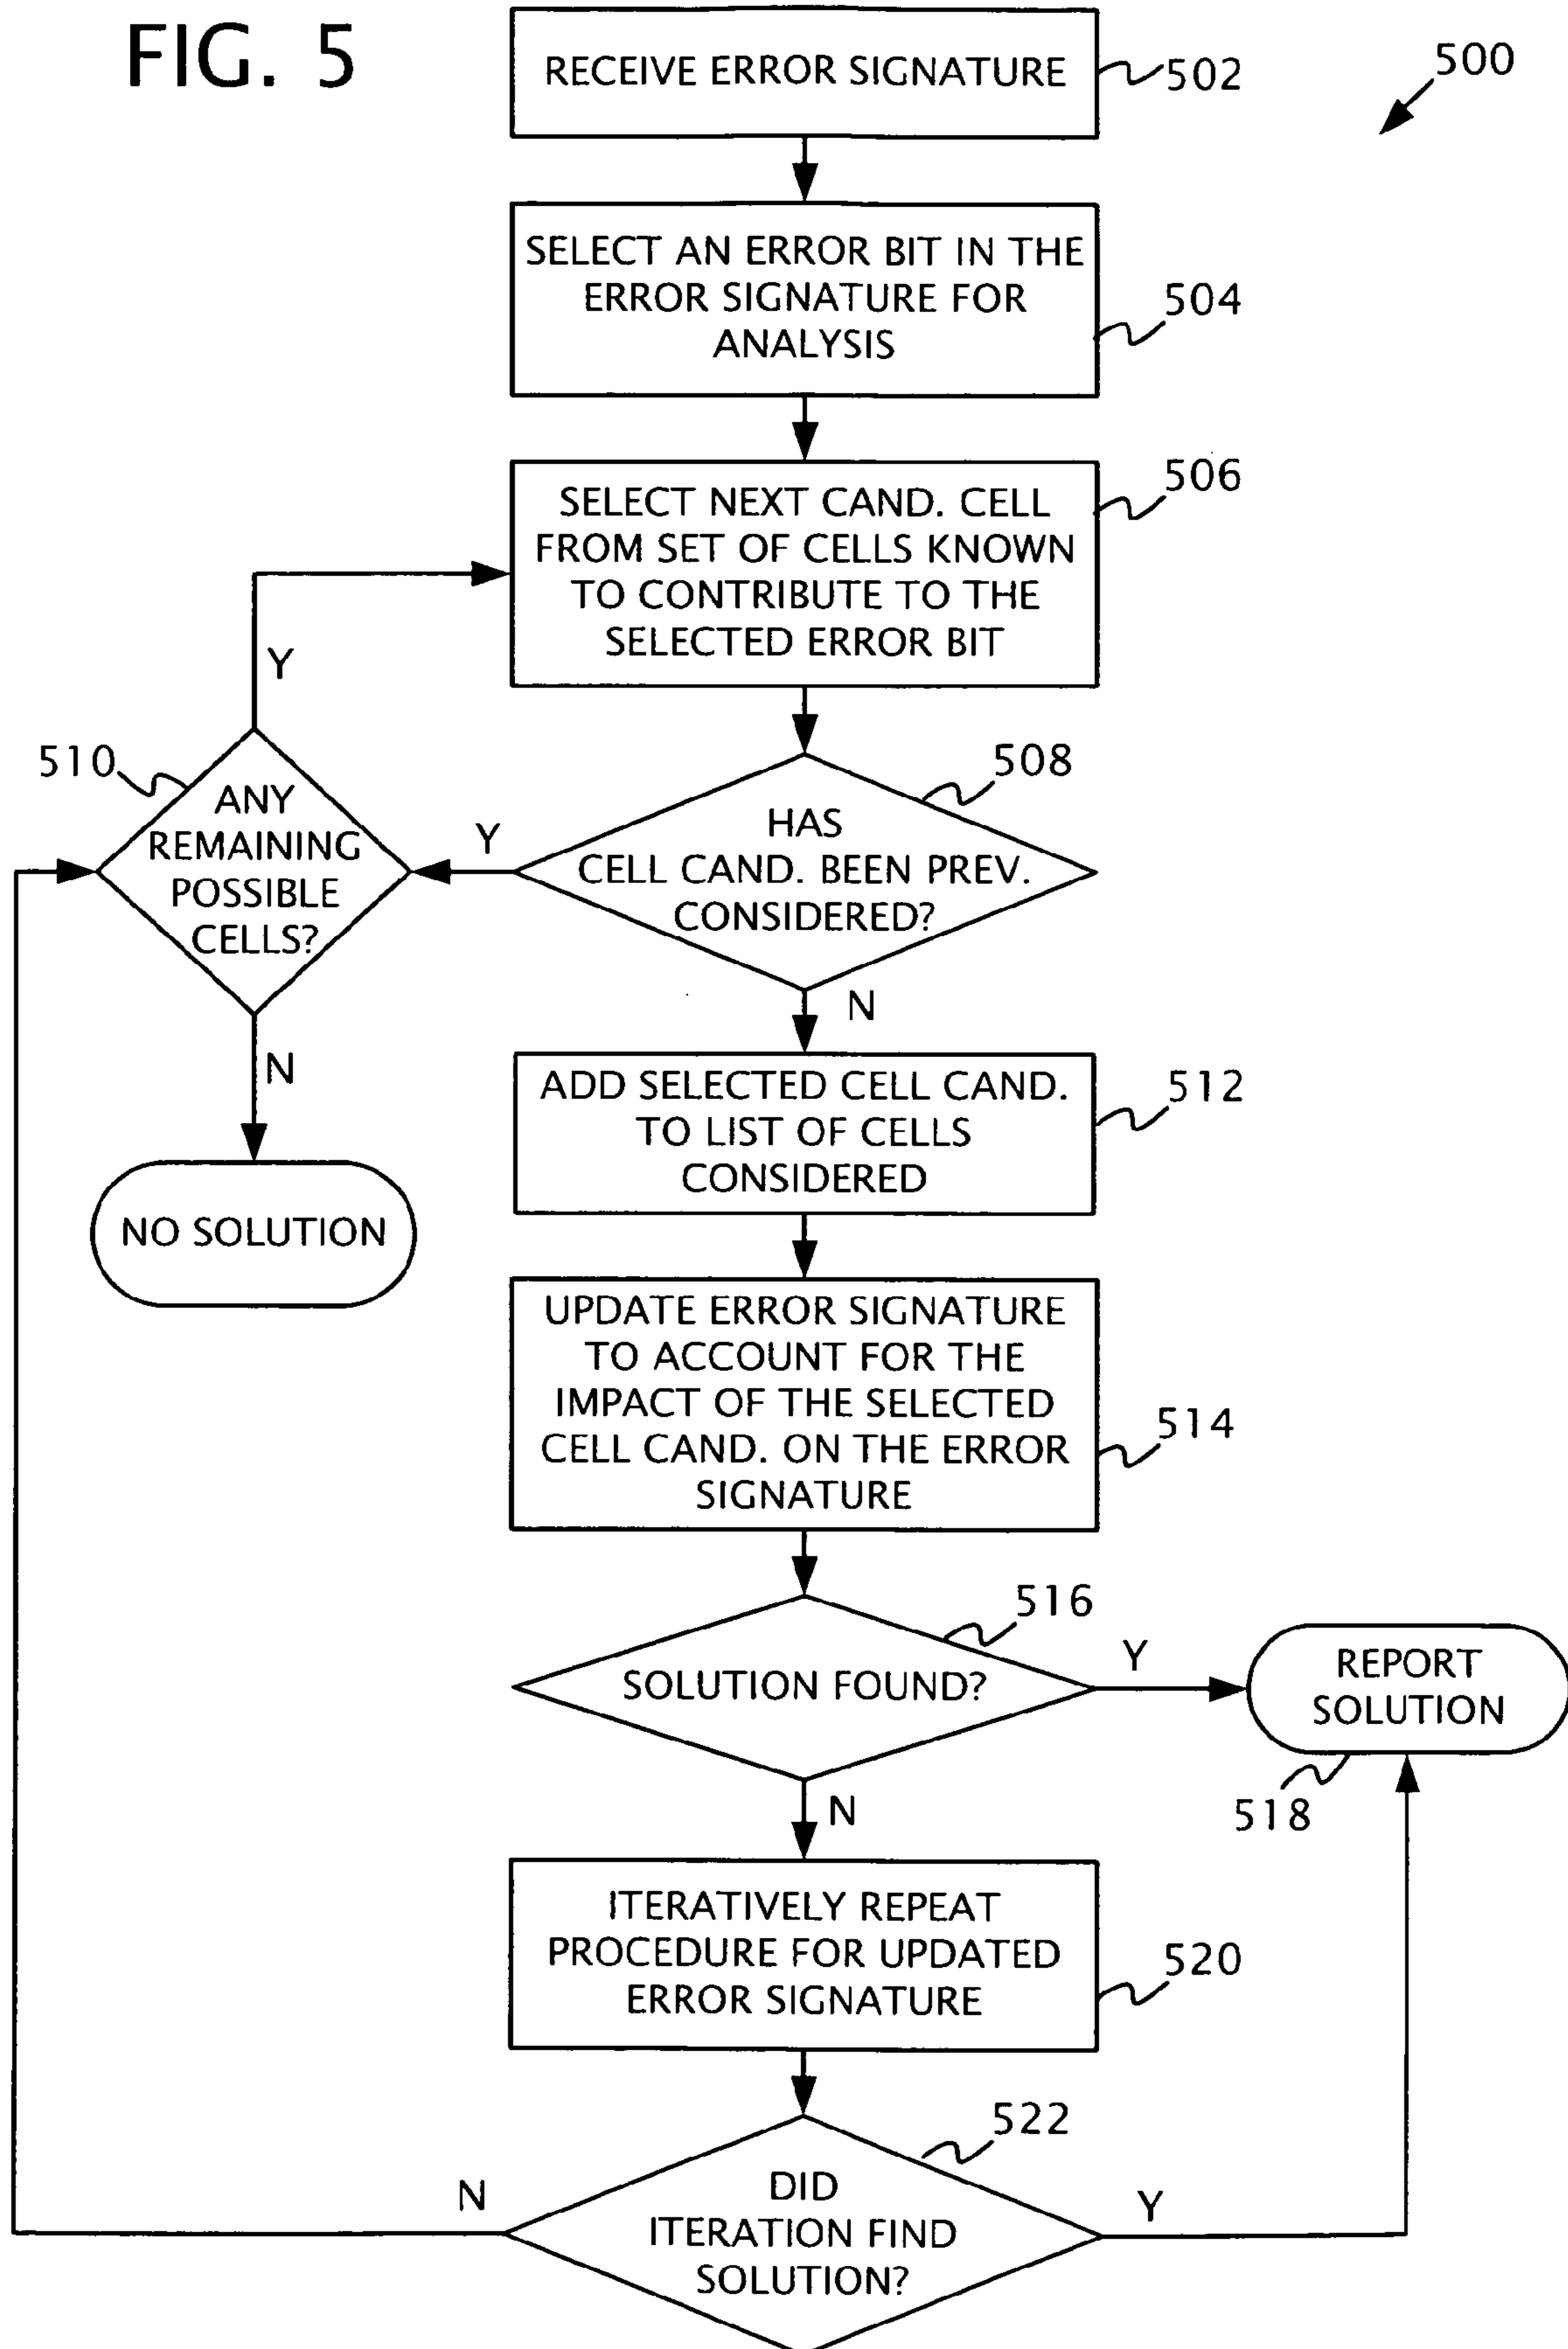 FIG. 5
500
RECEIVE ERROR SIGNATURE
502
SELECT AN ERROR BIT IN THE
ERROR SIGNATURE FOR
ANALYSIS
504
SELECT NEXT CAND. CELL
FROM SET OF CELLS KNOWN
TO CONTRIBUTE TO THE
SELECTED ERROR BIT
506
Y
510
ANY
REMAINING
POSSIBLE
CELLS?
Y
HAS
CELL CAND. BEEN PREV.
CONSIDERED?
508
N
N
NO SOLUTION
ADD SELECTED CELL CAND.
TO LIST OF CELLS
CONSIDERED
512
UPDATE ERROR SIGNATURE
TO ACCOUNT FOR THE
IMPACT OF THE SELECTED
CELL CAND. ON THE ERROR
SIGNATURE
514
SOLUTION FOUND?
516
Y
REPORT
SOLUTION
518
N
ITERATIVELY REPEAT
PROCEDURE FOR UPDATED
ERROR SIGNATURE
520
DID
ITERATION FIND
SOLUTION?
522
N
Y